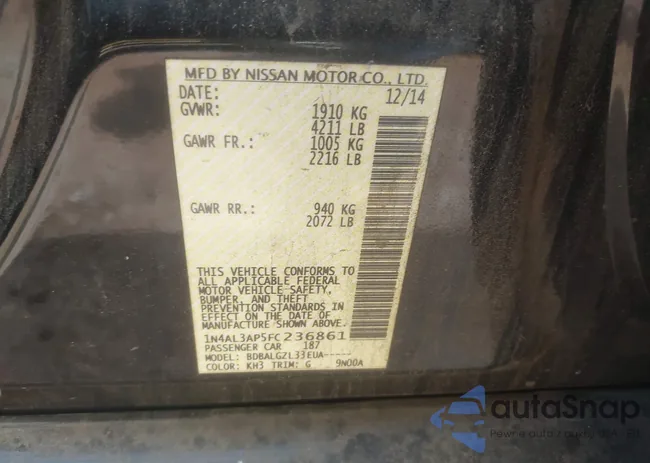 MFD BY NISSAN MOTOR CO., LTD.
DATE: 12/14
GVWR: 1910 KG
4211 LB
GAWR FR.: 1005 KG
2216 LB
GAWR RR.: 940 KG
2072 LB
THIS VEHICLE CONFORMS TO
ALL APPLICABLE FEDERAL
MOTOR VEHICLE SAFETY,
BUMPER, AND THEFT
PREVENTION STANDARDS IN
EFFECT ON THE DATE OF
MANUFACTURE SHOWN ABOVE.
1N4AL3AP5FC236861
PASSENGER CAR 187
MODEL: BDBALGZL33EUA-----
COLOR: KH3 TRIM: G 9N00A
autoSnap